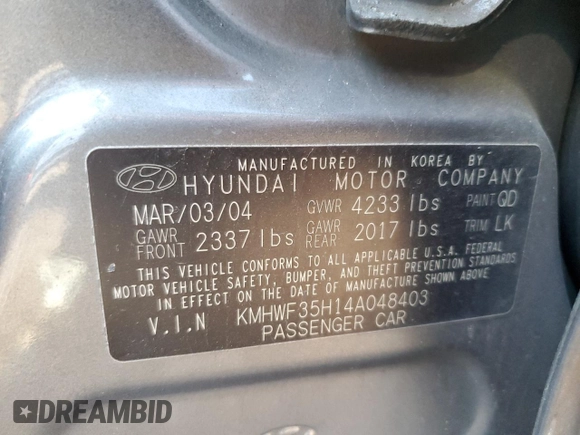 MANUFACTURED IN KOREA BY
HYUNDAI MOTOR COMPANY
MAR/03/04 GVWR 4233 lbs PAINT QD
GAWR FRONT 2337 lbs GAWR REAR 2017 lbs TRIM LK
THIS VEHICLE CONFORMS TO ALL APPLICABLE U.S.A. FEDERAL
MOTOR VEHICLE SAFETY, BUMPER, AND THEFT PREVENTION STANDARDS
IN EFFECT ON THE DATE OF MANUFACTURE SHOWN ABOVE.
V.I.N KMHWF35H14A048403
PASSENGER CAR
DREAMBID